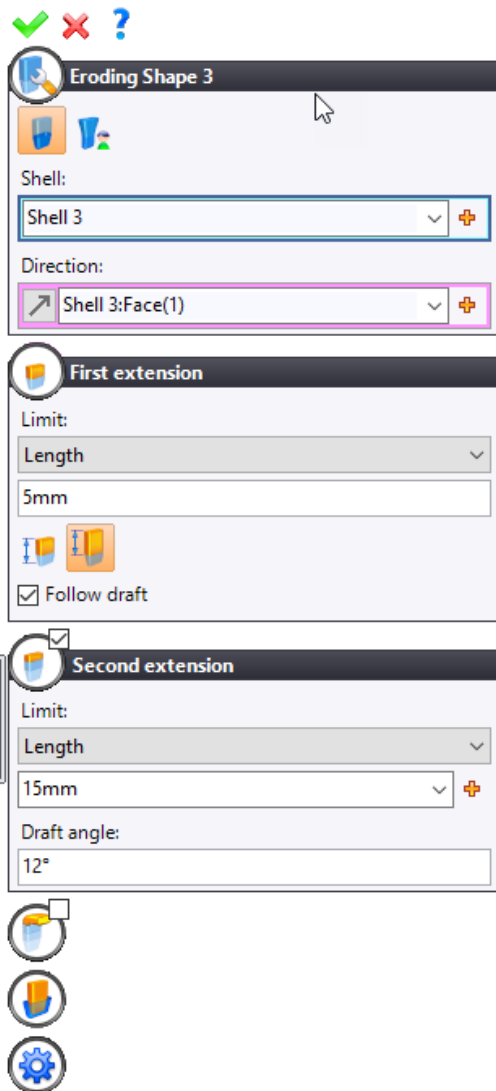 ?
Eroding Shape 3
Shell:
Shell 3
Direction:
Shell 3:Face(1)
First extension
Limit:
Length
5mm
Follow draft
Second extension
Limit:
Length
15mm
Draft angle:
12°